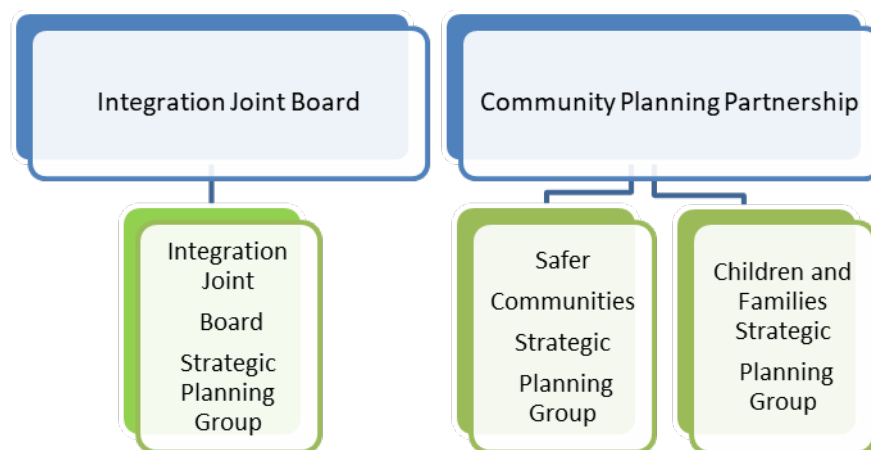 Integration Joint Board
Community Planning Partnership
Integration
Joint
Board
Strategic
Planning
Group
Safer
Communities
Strategic
Planning
Group
Children and
Families
Strategic
Planning
Group